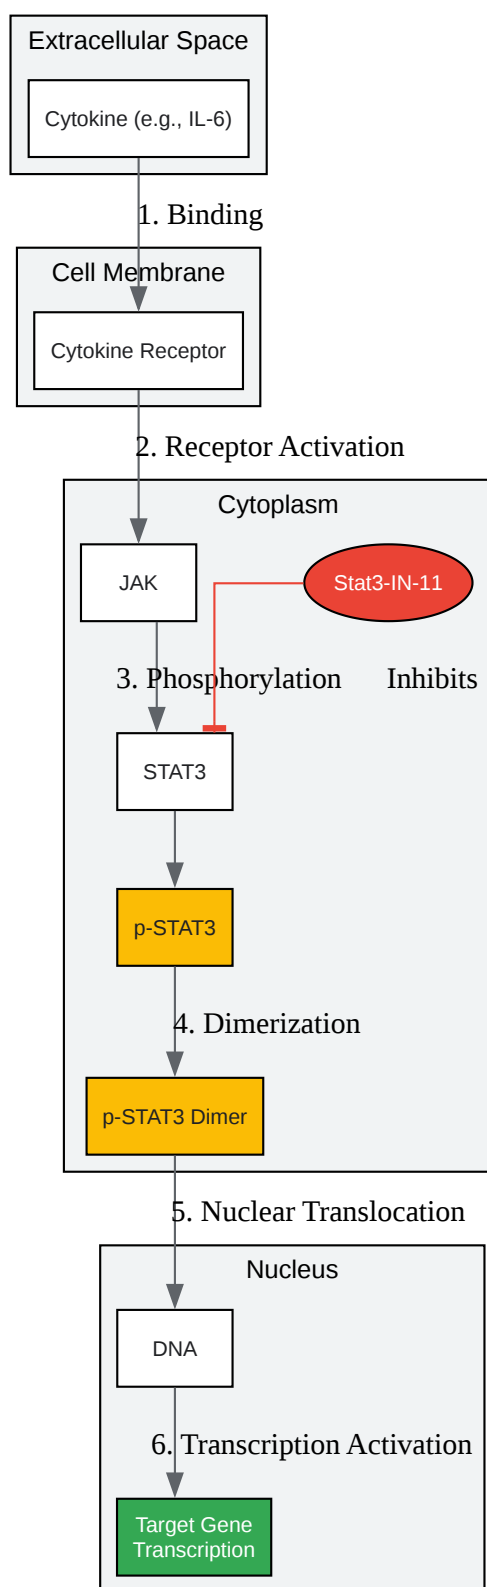 Extracellular Space
Cytokine (e.g., IL-6)
1. Binding
Cell Membrane
Cytokine Receptor
2. Receptor Activation
Cytoplasm
JAK
Stat3-IN-11
3. Phosphorylation
Inhibits
STAT3
p-STAT3
4. Dimerization
p-STAT3 Dimer
5. Nuclear Translocation
Nucleus
DNA
6. Transcription Activation
Target Gene
Transcription